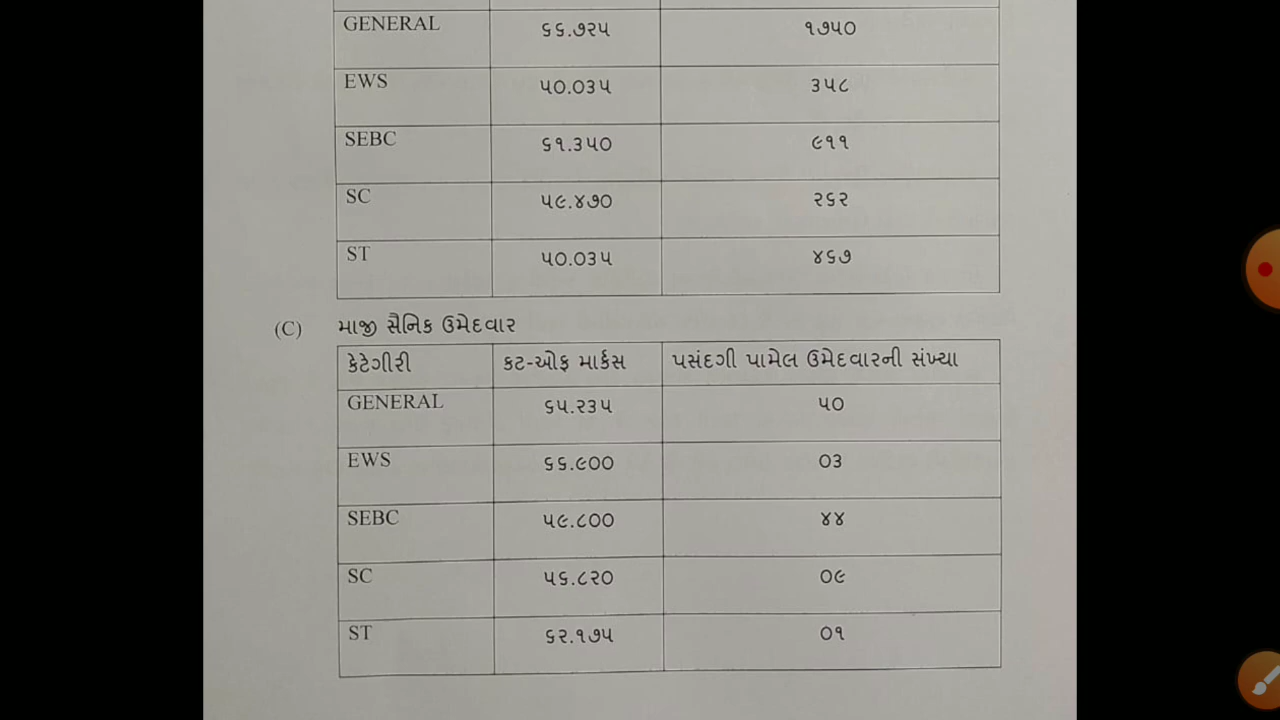 GENERAL ૬૬.૭૨૫ ૧૭૫૦
EWS ૫૦.૦૩૫ ૩૫૮
SEBC ૬૧.૩૫૦ ૯૧૧
SC ૫૯.૪૭૦ ૨૬૨
ST ૫૦.૦૩૫ ૪૬૭
(C) માજી સૈનિક ઉમેદવાર
કેટેગીરી કટ-ઓફ માર્કસ પસંદગી પામેલ ઉમેદવારની સંખ્યા
GENERAL ૬૫.૨૩૫ ૫૦
EWS ૬૬.૯૦૦ ૦૩
SEBC ૫૯.૮૦૦ ૪૪
SC ૫૬.૮૨૦ ૦૯
ST ૬૨.૧૭૫ ૦૧